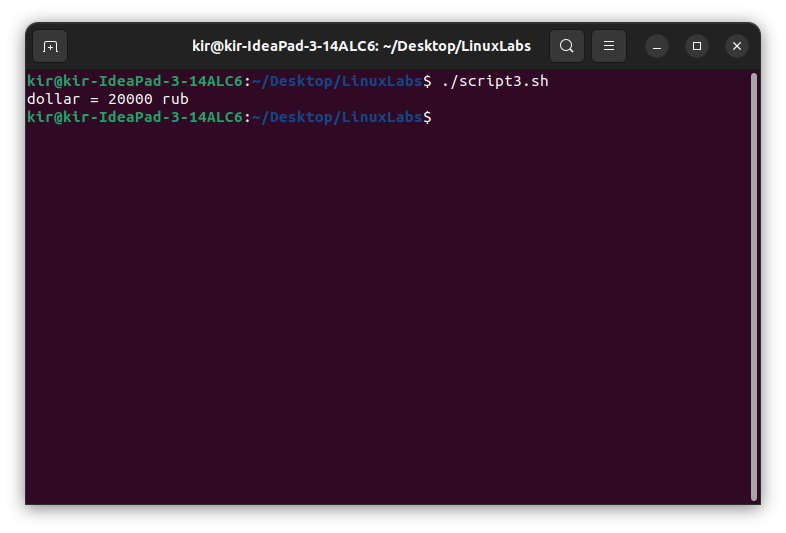 kir@kir-IdeaPad-3-14ALC6: ~/Desktop/LinuxLabs
kir@kir-IdeaPad-3-14ALC6:~/Desktop/LinuxLabs$ ./script3.sh
dollar = 20000 rub
kir@kir-IdeaPad-3-14ALC6:~/Desktop/LinuxLabs$